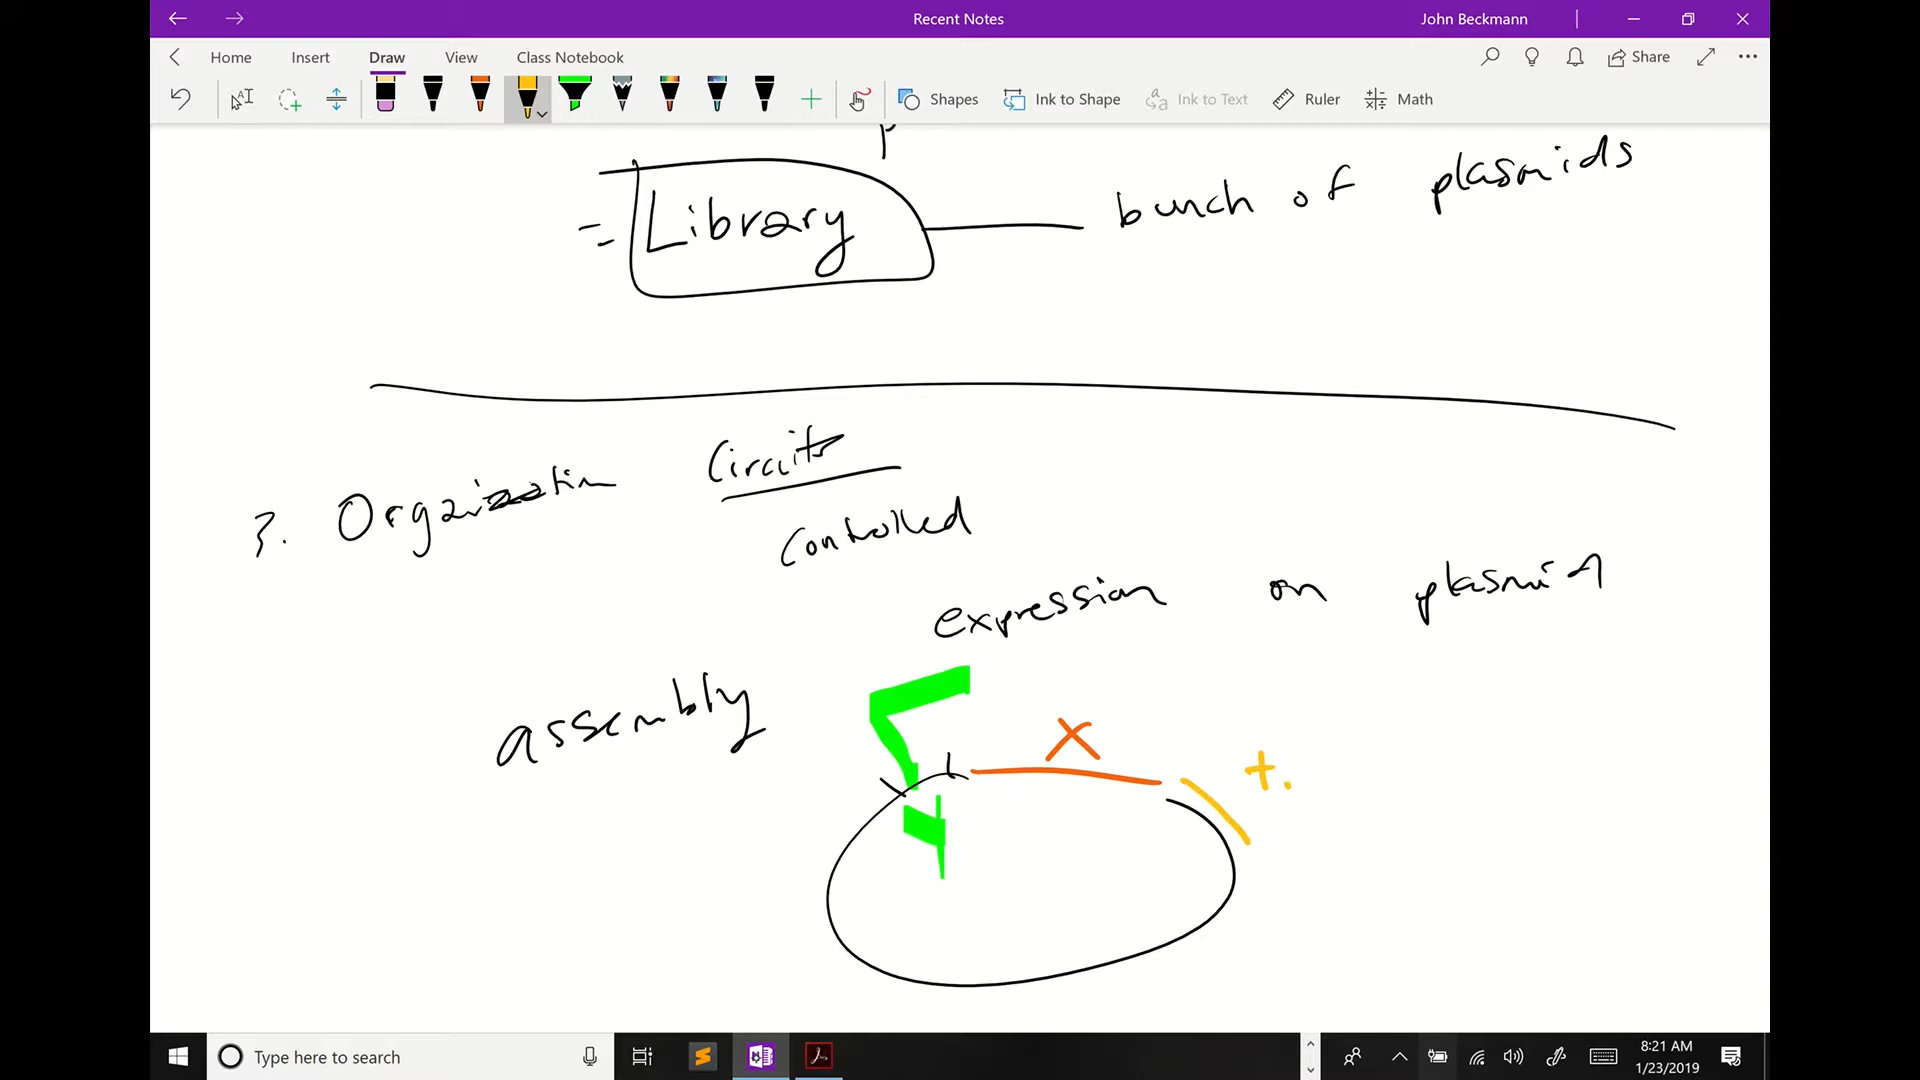 Recent Notes
John Beckmann
Home Insert Draw View Class Notebook
Share
Shapes Ink to Shape Ink to Text Ruler Math
= Library bunch of plasmids
3. Organization Circuits
Controlled
expression on plasmid
assembly
X
t.
Type here to search
8:21 AM
1/23/2019